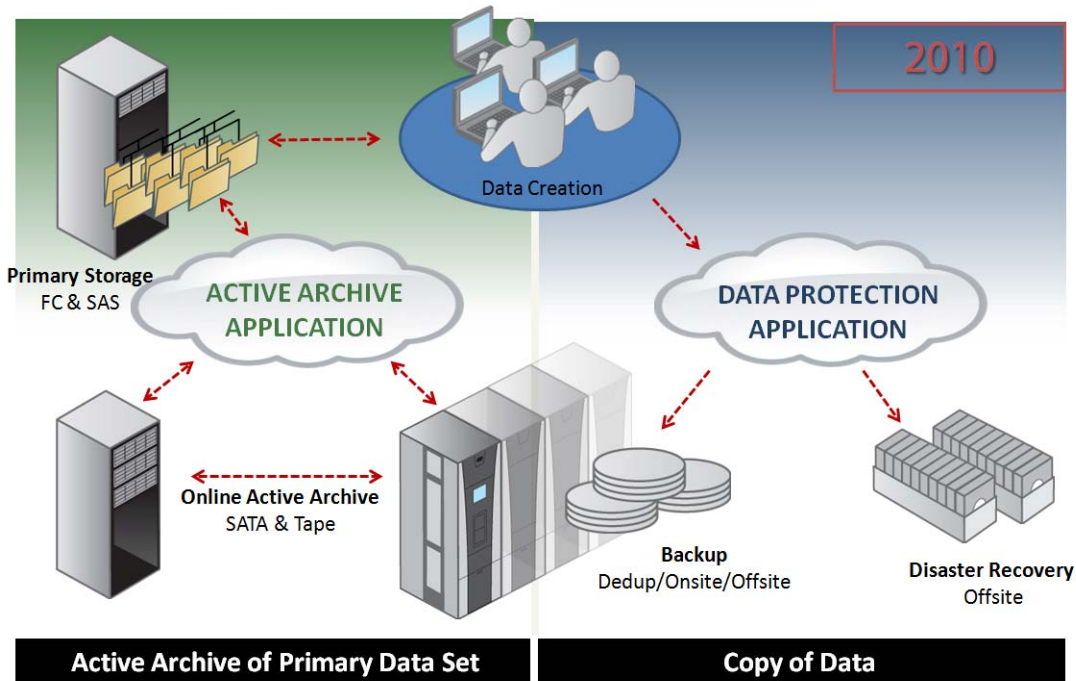 2010
Data Creation
Primary Storage
FC & SAS
ACTIVE ARCHIVE
APPLICATION
DATA PROTECTION
APPLICATION
Online Active Archive
SATA & Tape
Backup
Dedup/Onsite/Offsite
Disaster Recovery
Offsite
Active Archive of Primary Data Set
Copy of Data